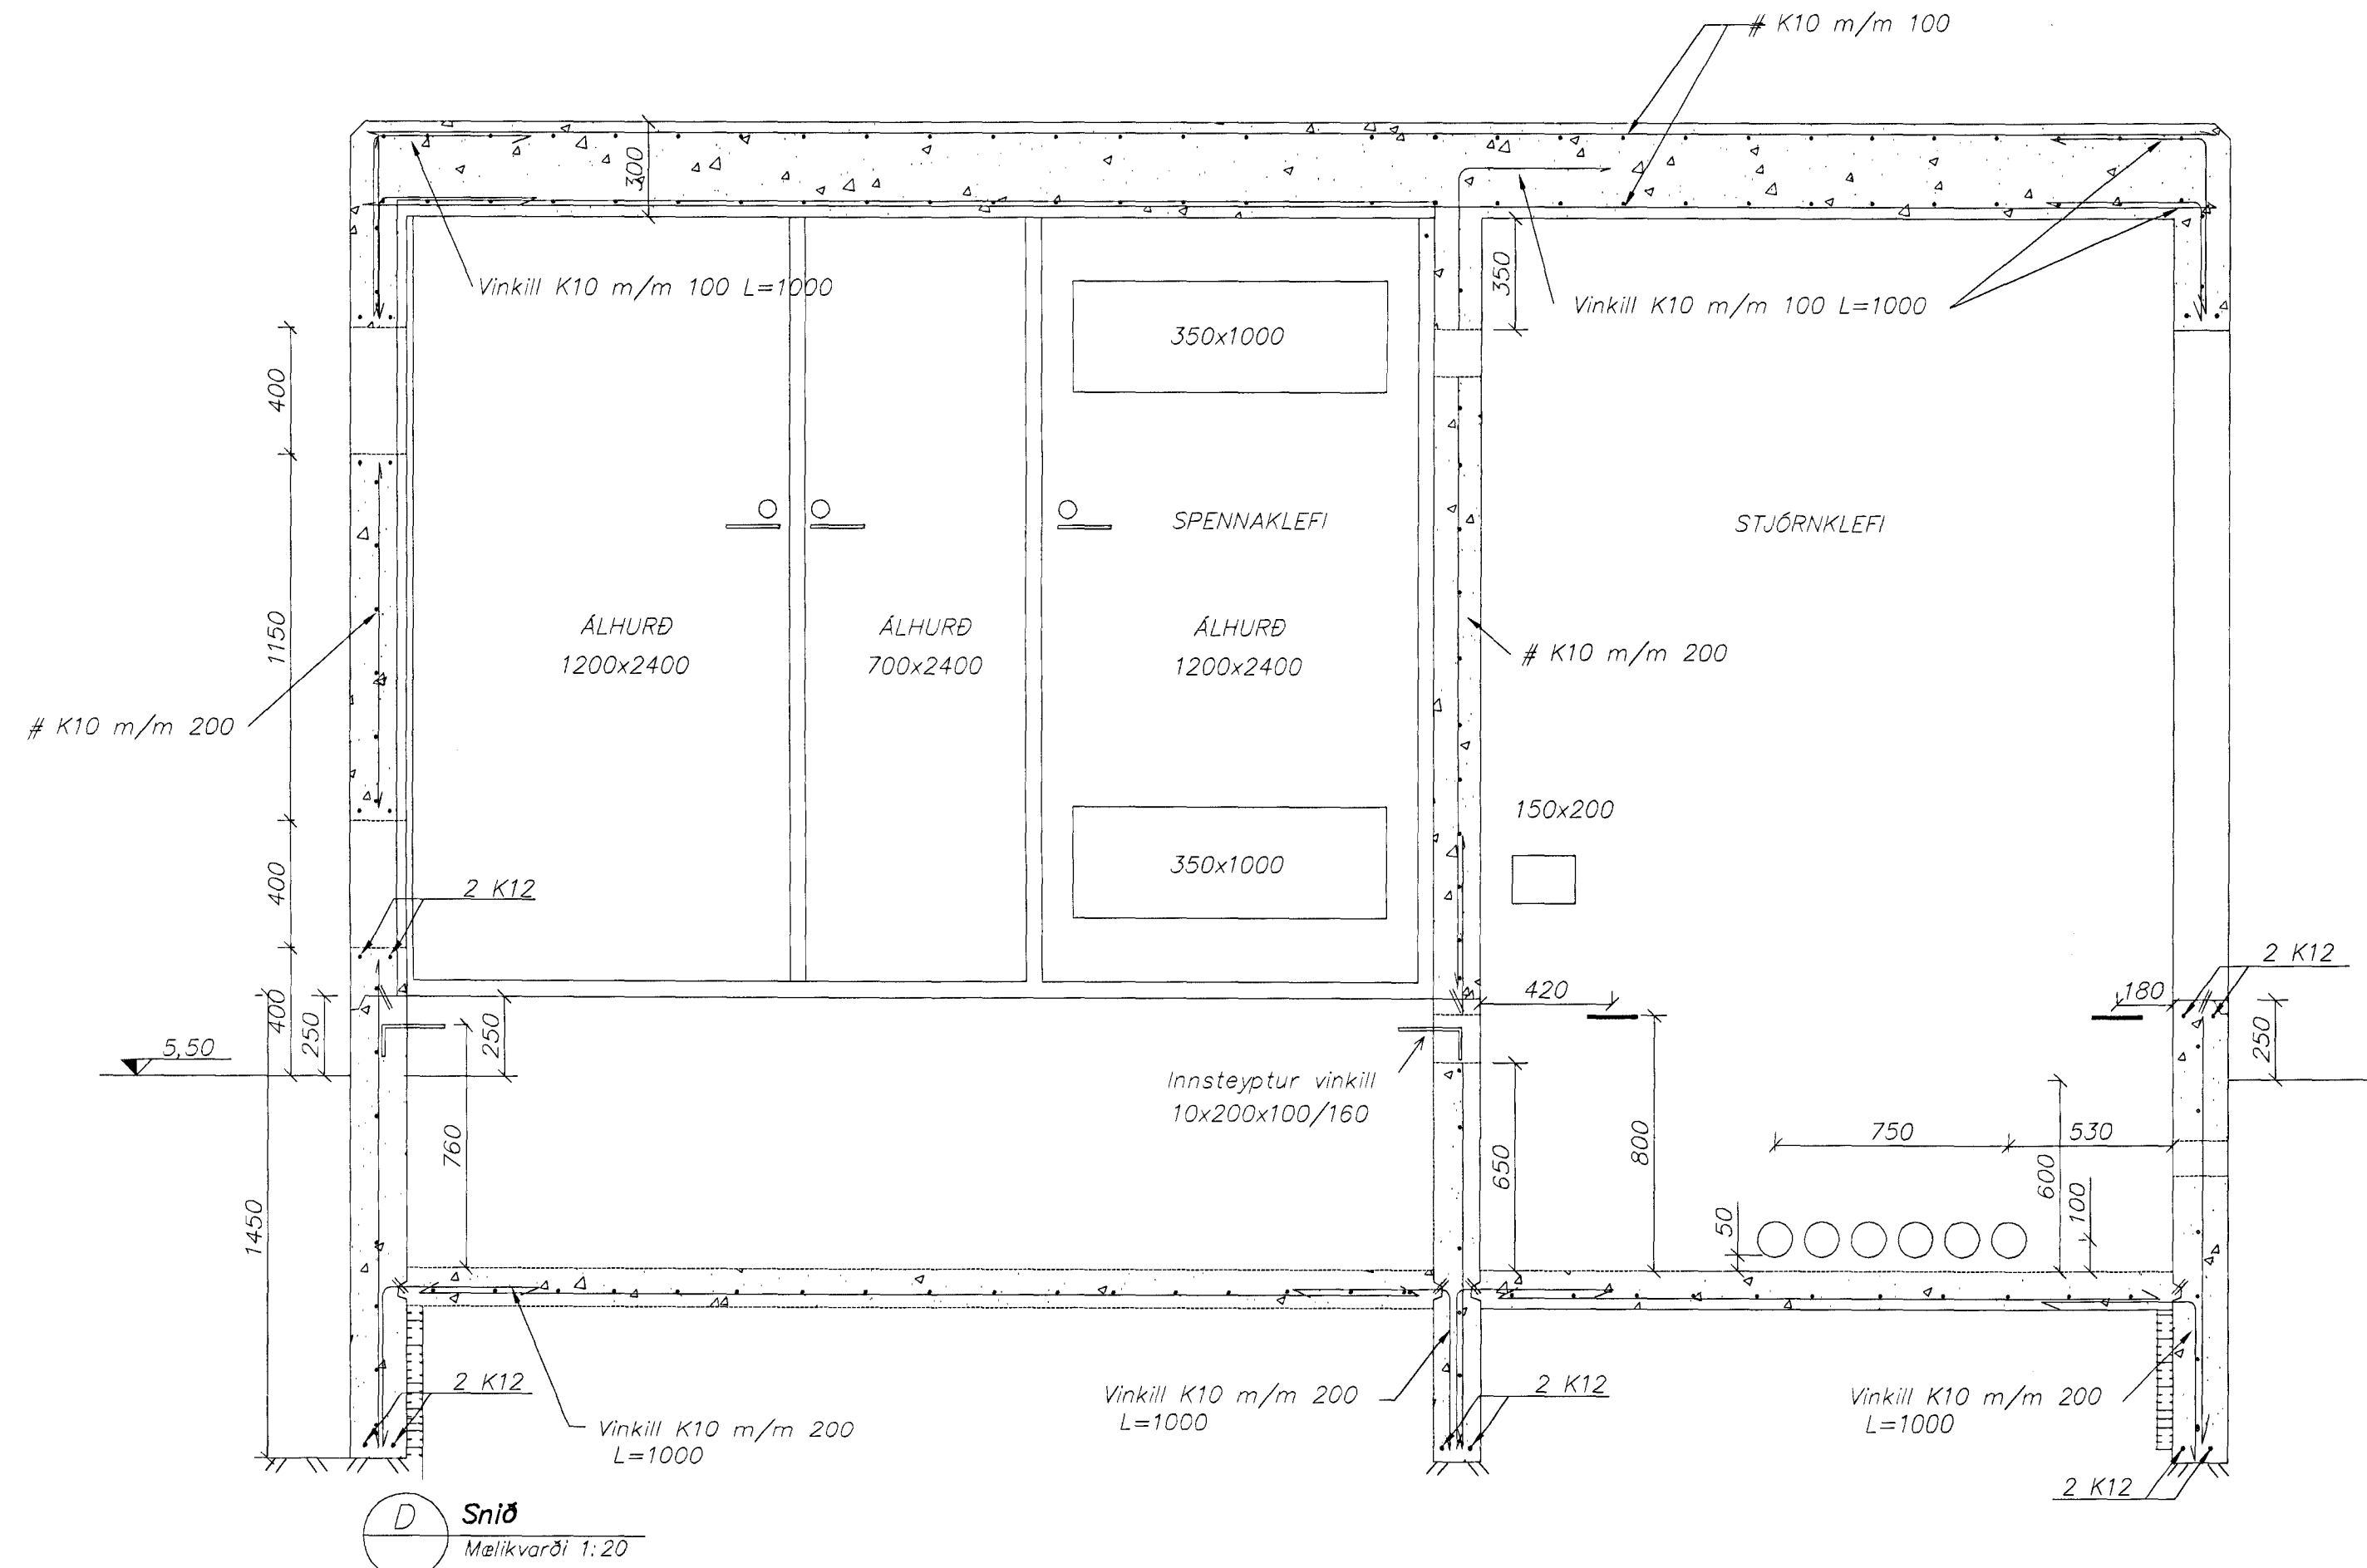 # K10 m/m 100
300
Vinkill K10 m/m 100 L=1000
350
Vinkill K10 m/m 100 L=1000
350x1000
400
SPENNAKLEFI
STJÓRNKLEFI
1150
ÁLHURÐ
1200x2400
ÁLHURÐ
700x2400
ÁLHURÐ
1200x2400
# K10 m/m 200
# K10 m/m 200
150x200
350x1000
400
2 K12
2 K12
420
180
400
250
250
250
5,50
Innsteyptur vinkill
10x200x100/160
760
650
800
750
530
600
100
50
1450
2 K12
Vinkill K10 m/m 200
L=1000
Vinkill K10 m/m 200
L=1000
2 K12
Vinkill K10 m/m 200
L=1000
2 K12
D
Snið
Mælikvarði 1:20